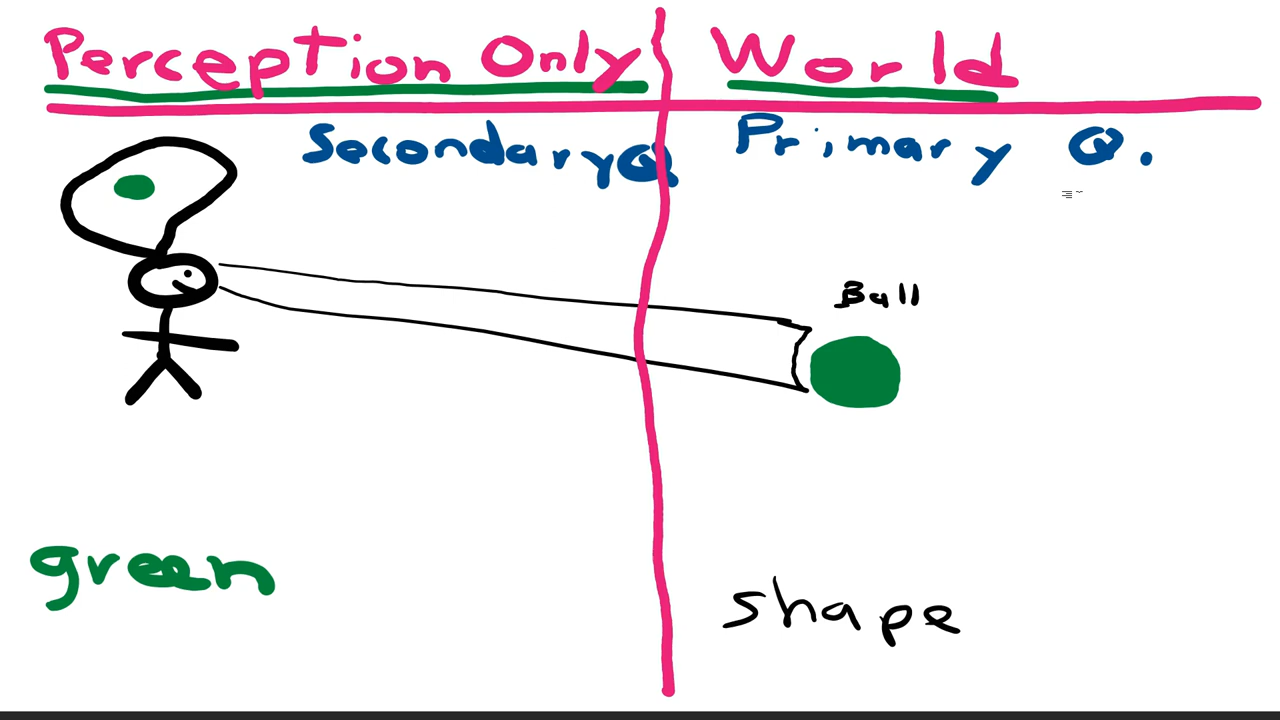 Perception Only
World
Secondary Q
Primary Q.
Ball
green
shape